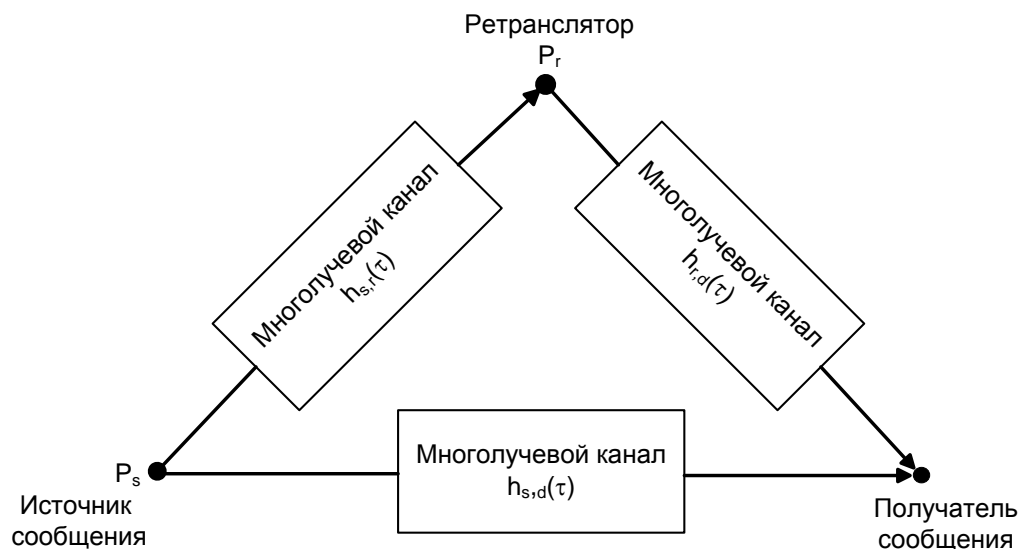 Ретранслятор
Pr
Многолучевой канал
hs,r(τ)
Многолучевой канал
hr,d(τ)
Многолучевой канал
hs,d(τ)
Ps
Источник
сообщения
Получатель
сообщения